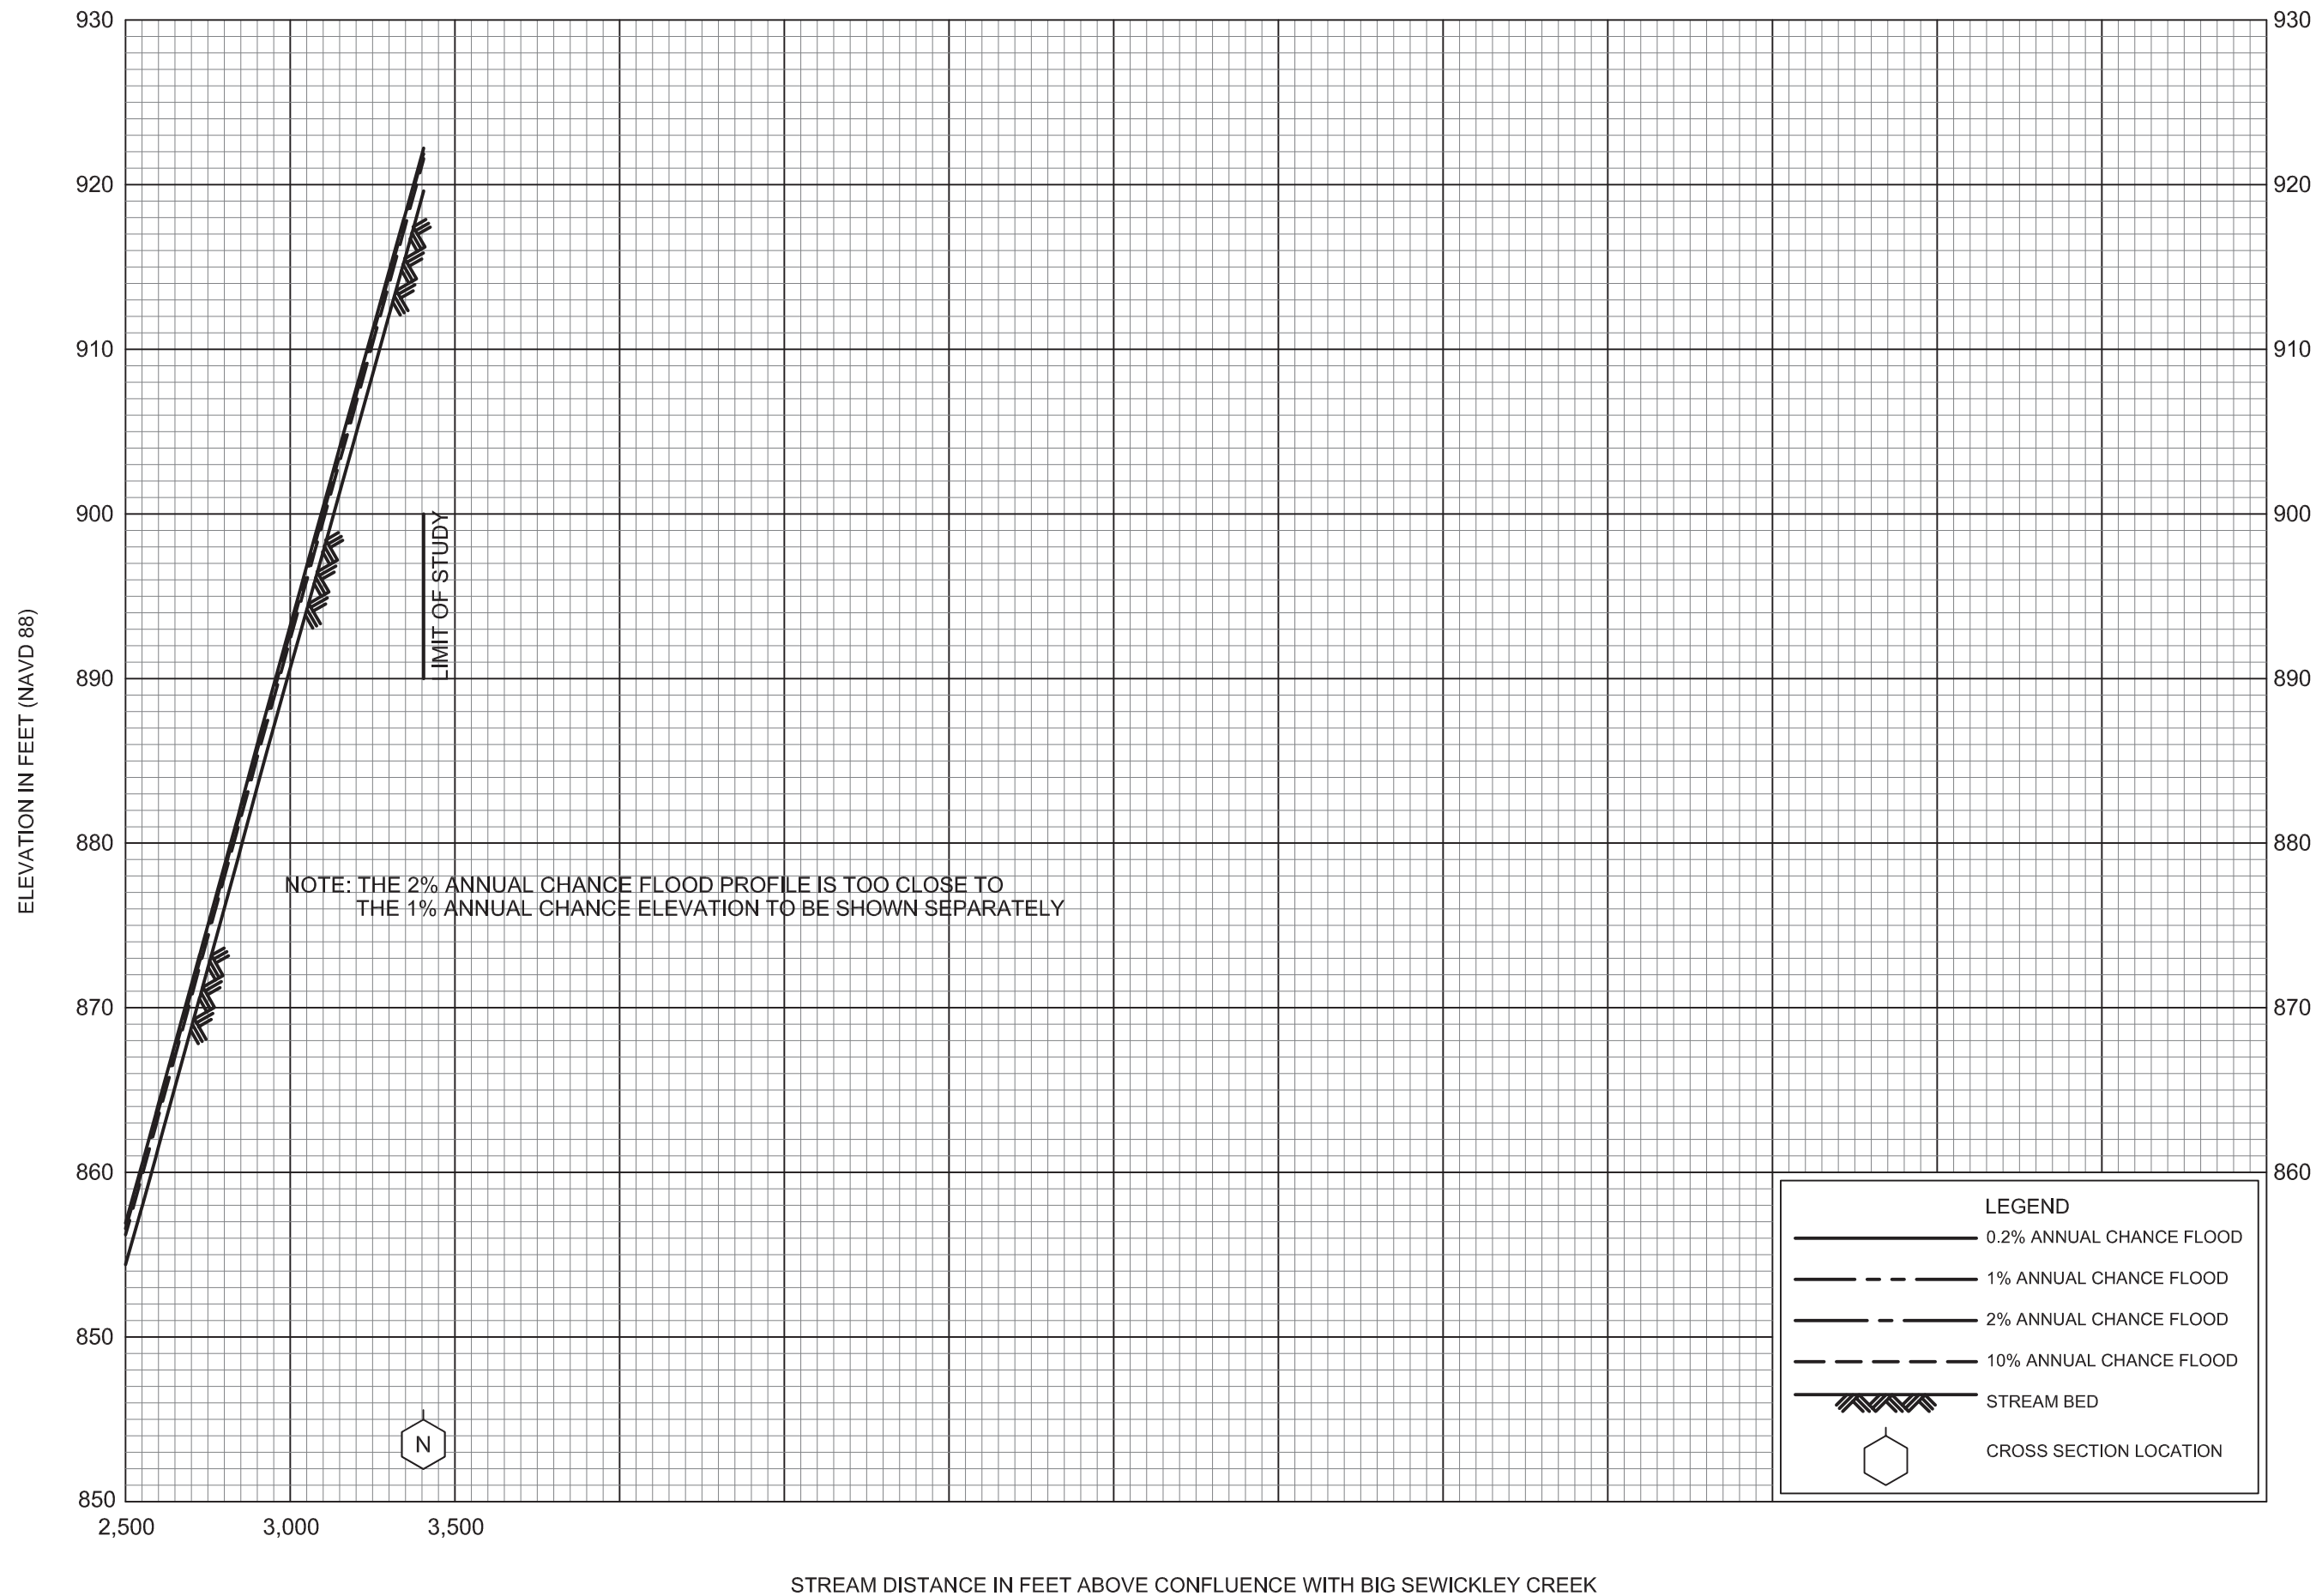 930
930
920
920
910
910
900
900
LIMIT OF STUDY
890
890
ELEVATION IN FEET (NAVD 88)
880
880
NOTE: THE 2% ANNUAL CHANCE FLOOD PROFILE IS TOO CLOSE TO
THE 1% ANNUAL CHANCE ELEVATION TO BE SHOWN SEPARATELY
870
870
860
860
LEGEND
0.2% ANNUAL CHANCE FLOOD
1% ANNUAL CHANCE FLOOD
2% ANNUAL CHANCE FLOOD
10% ANNUAL CHANCE FLOOD
STREAM BED
CROSS SECTION LOCATION
850
N
850
2,500
3,000
3,500
STREAM DISTANCE IN FEET ABOVE CONFLUENCE WITH BIG SEWICKLEY CREEK